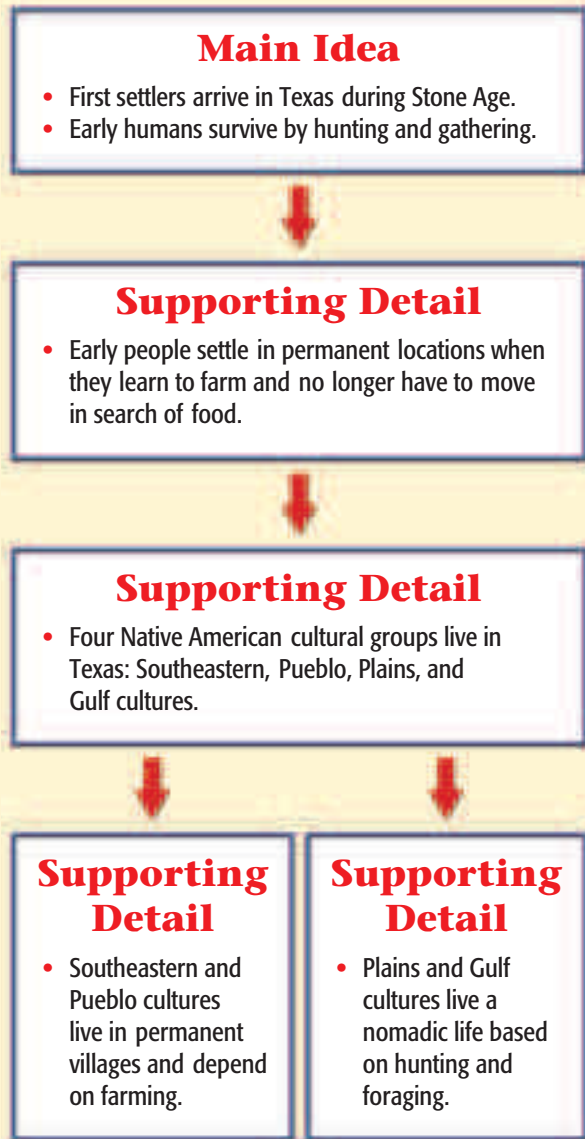 Main Idea
• First settlers arrive in Texas during Stone Age.
• Early humans survive by hunting and gathering.
Supporting Detail
• Early people settle in permanent locations when
they learn to farm and no longer have to move
in search of food.
Supporting Detail
• Four Native American cultural groups live in
Texas: Southeastern, Pueblo, Plains, and
Gulf cultures.
Supporting
Detail
• Southeastern and
Pueblo cultures
live in permanent
villages and depend
on farming.
Supporting
Detail
• Plains and Gulf
cultures live a
nomadic life based
on hunting and
foraging.